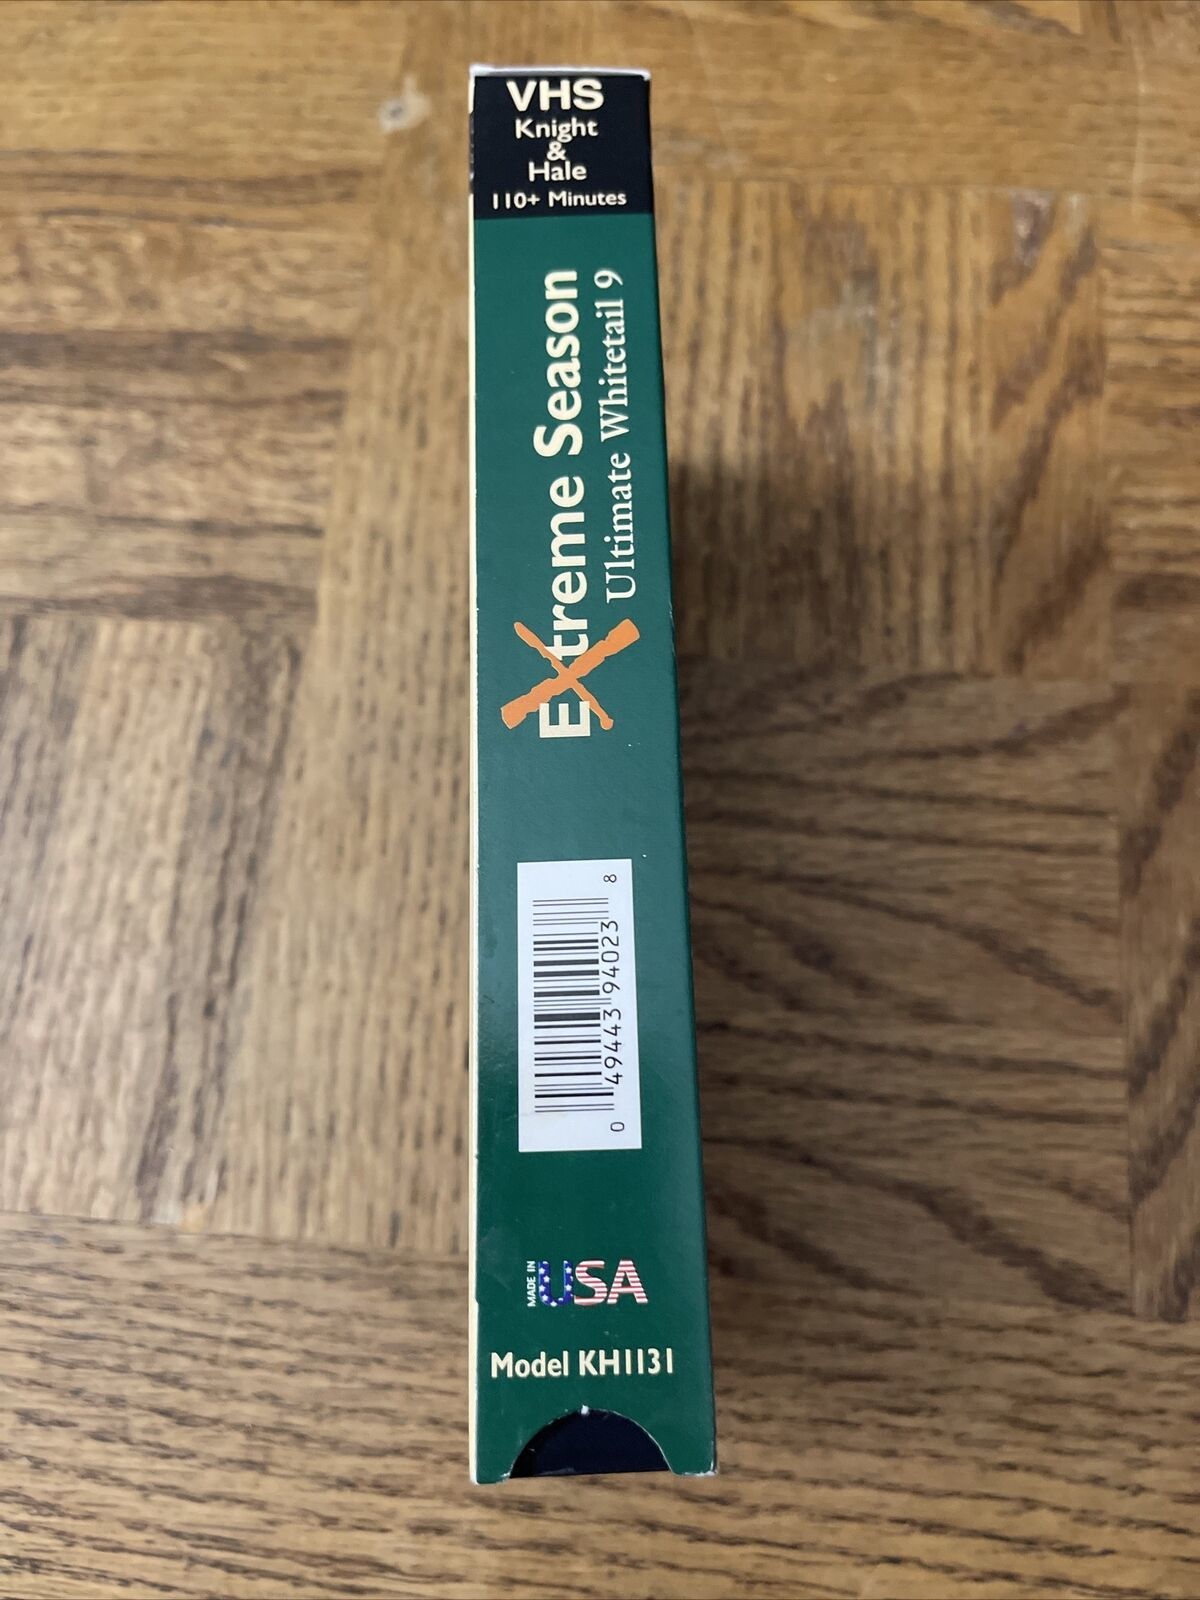 VHS
Knight
&
Hale
110+ Minutes
EXtreme Season
Ultimate Whitetail 9
0 49443 94023 8
MADE IN
USA
Model KH1131